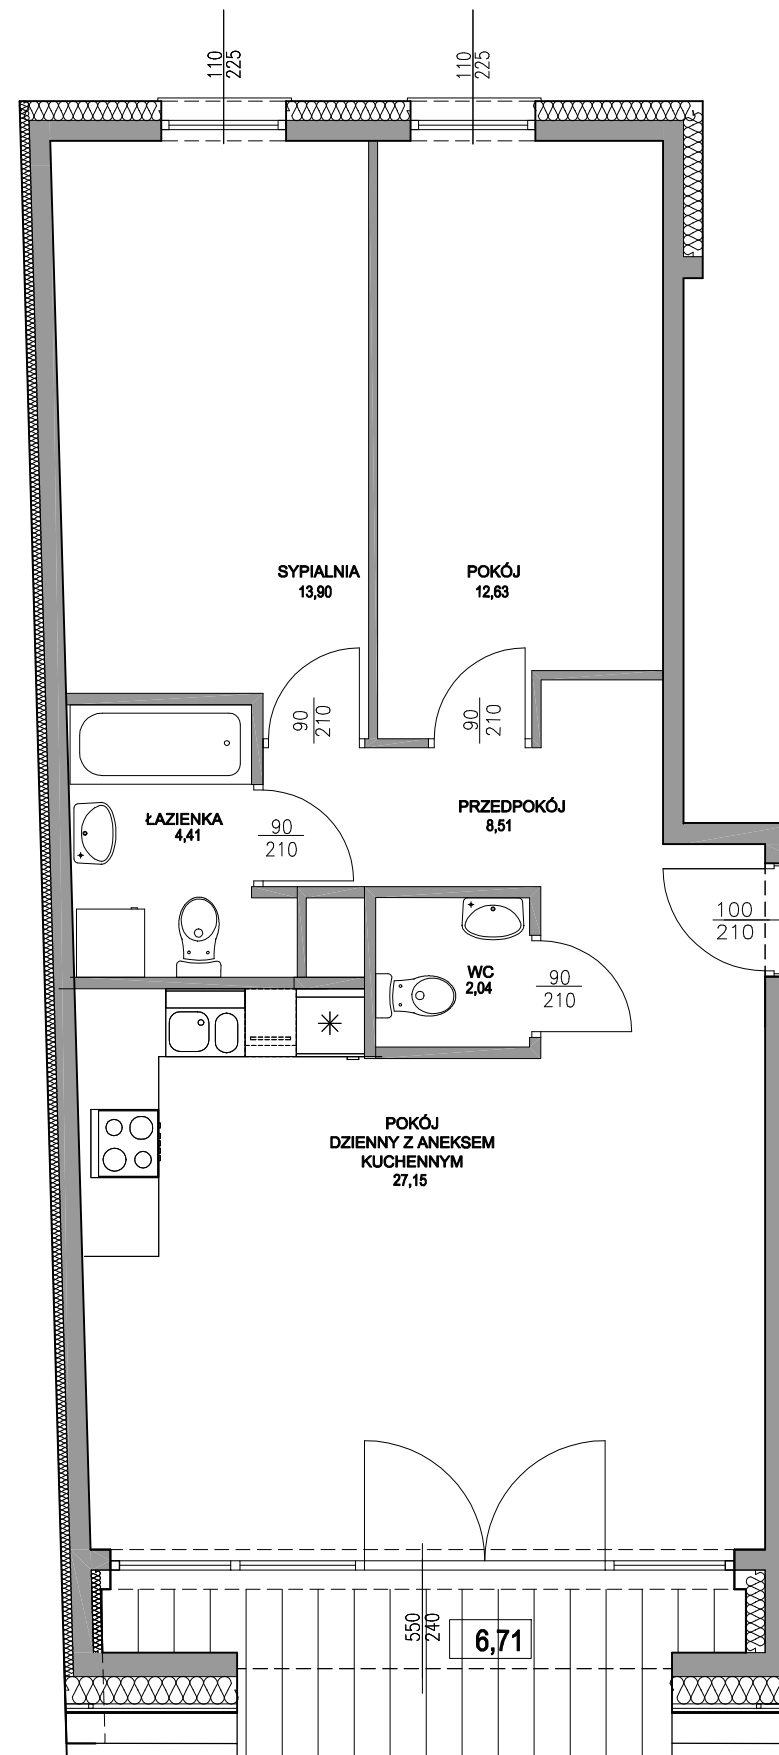 110
225
110
225
SYPIALNIA
13,90
POKÓJ
12,63
90
210
90
210
ŁAZIENKA
4,41
90
210
PRZEDPOKÓJ
8,51
100
210
WC
2,04
90
210
POKÓJ
DZIENNY Z ANEKSEM
KUCHENNYM
27,15
550
240
6,71